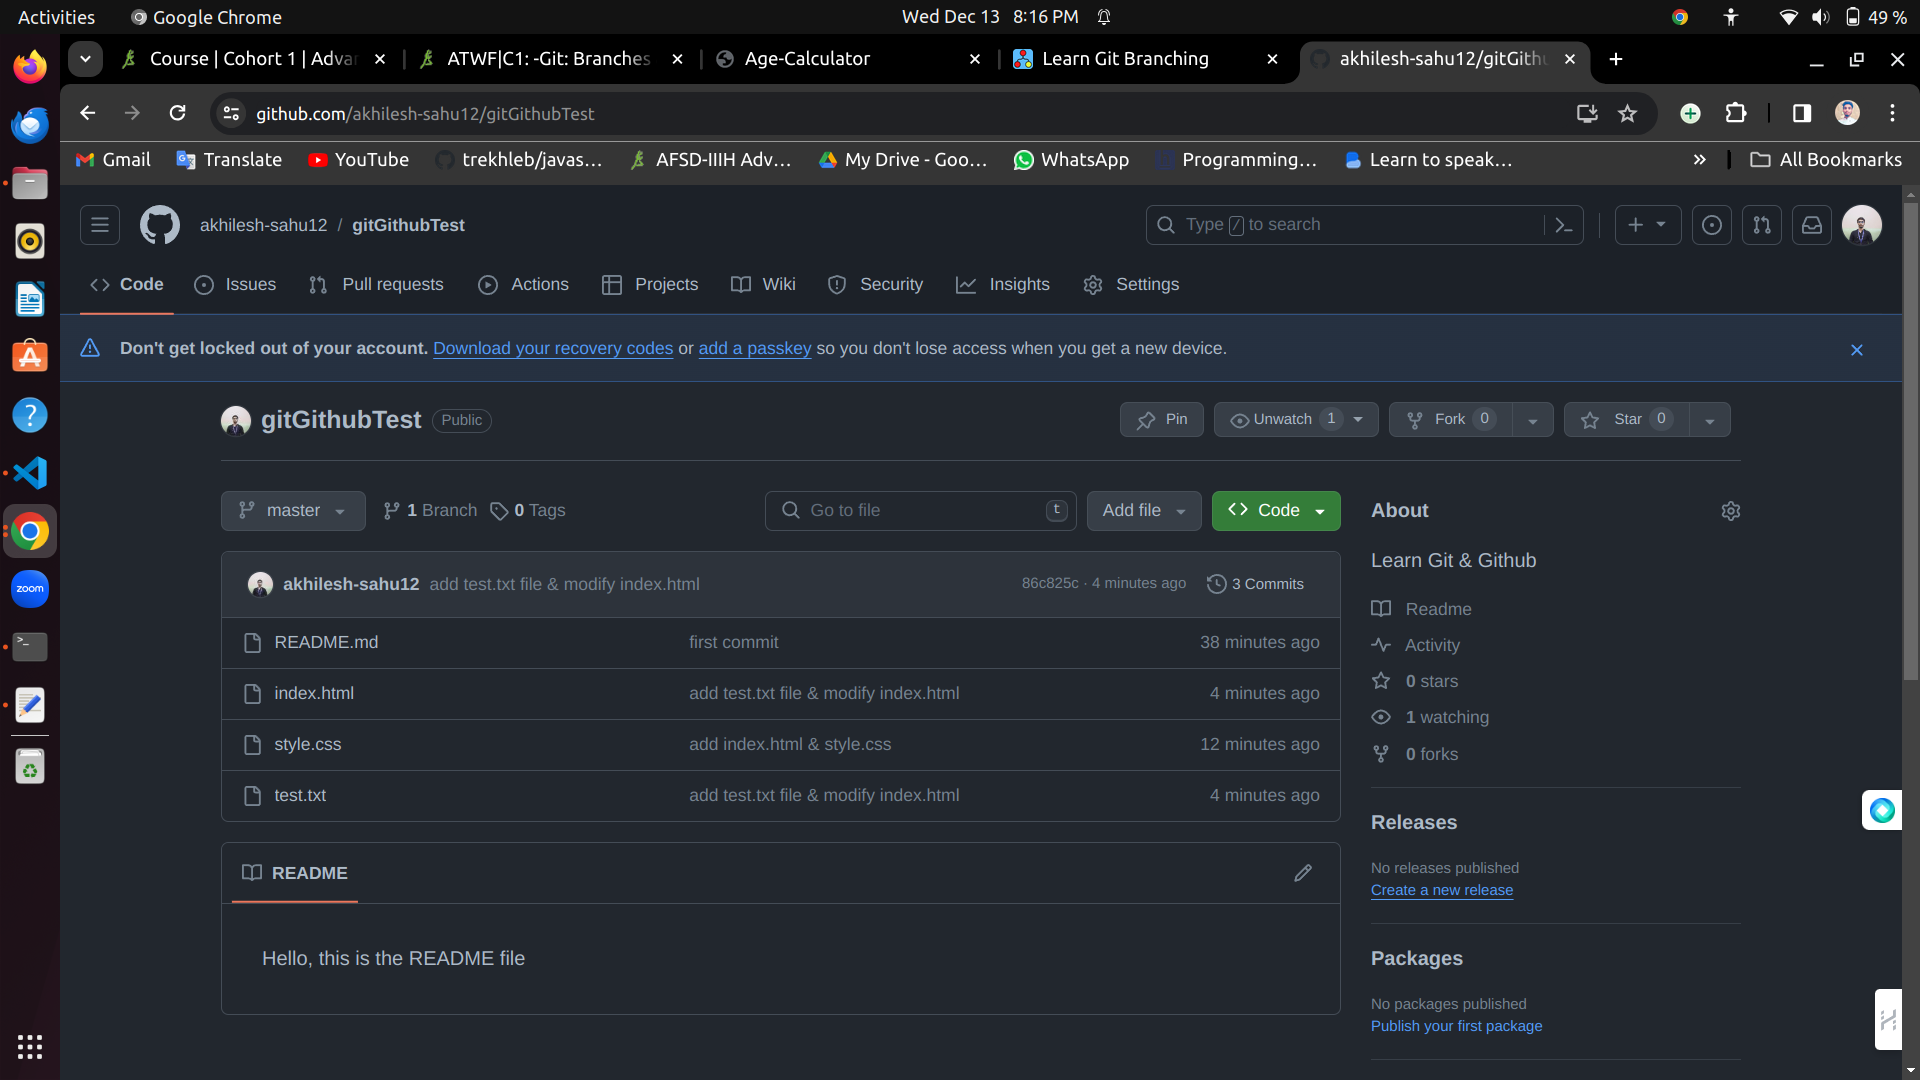 Activities Google Chrome Wed Dec 13 8:16 PM 49 %
Course | Cohort 1 | Adva ATWF|C1: -Git: Branches Age-Calculator Learn Git Branching akhilesh-sahu12/gitGithu
github.com/akhilesh-sahu12/gitGithubTest
Gmail Translate YouTube trekhleb/javas... AFSD-IIIH Adv... My Drive - Goo... WhatsApp Programming... Learn to speak... » All Bookmarks
akhilesh-sahu12 / gitGithubTest Type / to search
Code Issues Pull requests Actions Projects Wiki Security Insights Settings
Don't get locked out of your account. Download your recovery codes or add a passkey so you don't lose access when you get a new device.
gitGithubTest Public Pin Unwatch 1 Fork 0 Star 0
master 1 Branch 0 Tags Go to file t Add file Code About
Learn Git & Github
akhilesh-sahu12 add test.txt file & modify index.html 86c825c · 4 minutes ago 3 Commits
README.md first commit 38 minutes ago
index.html add test.txt file & modify index.html 4 minutes ago
style.css add index.html & style.css 12 minutes ago
test.txt add test.txt file & modify index.html 4 minutes ago
Readme
Activity
0 stars
1 watching
0 forks
Releases
No releases published
Create a new release
README
Hello, this is the README file
Packages
No packages published
Publish your first package
zoom